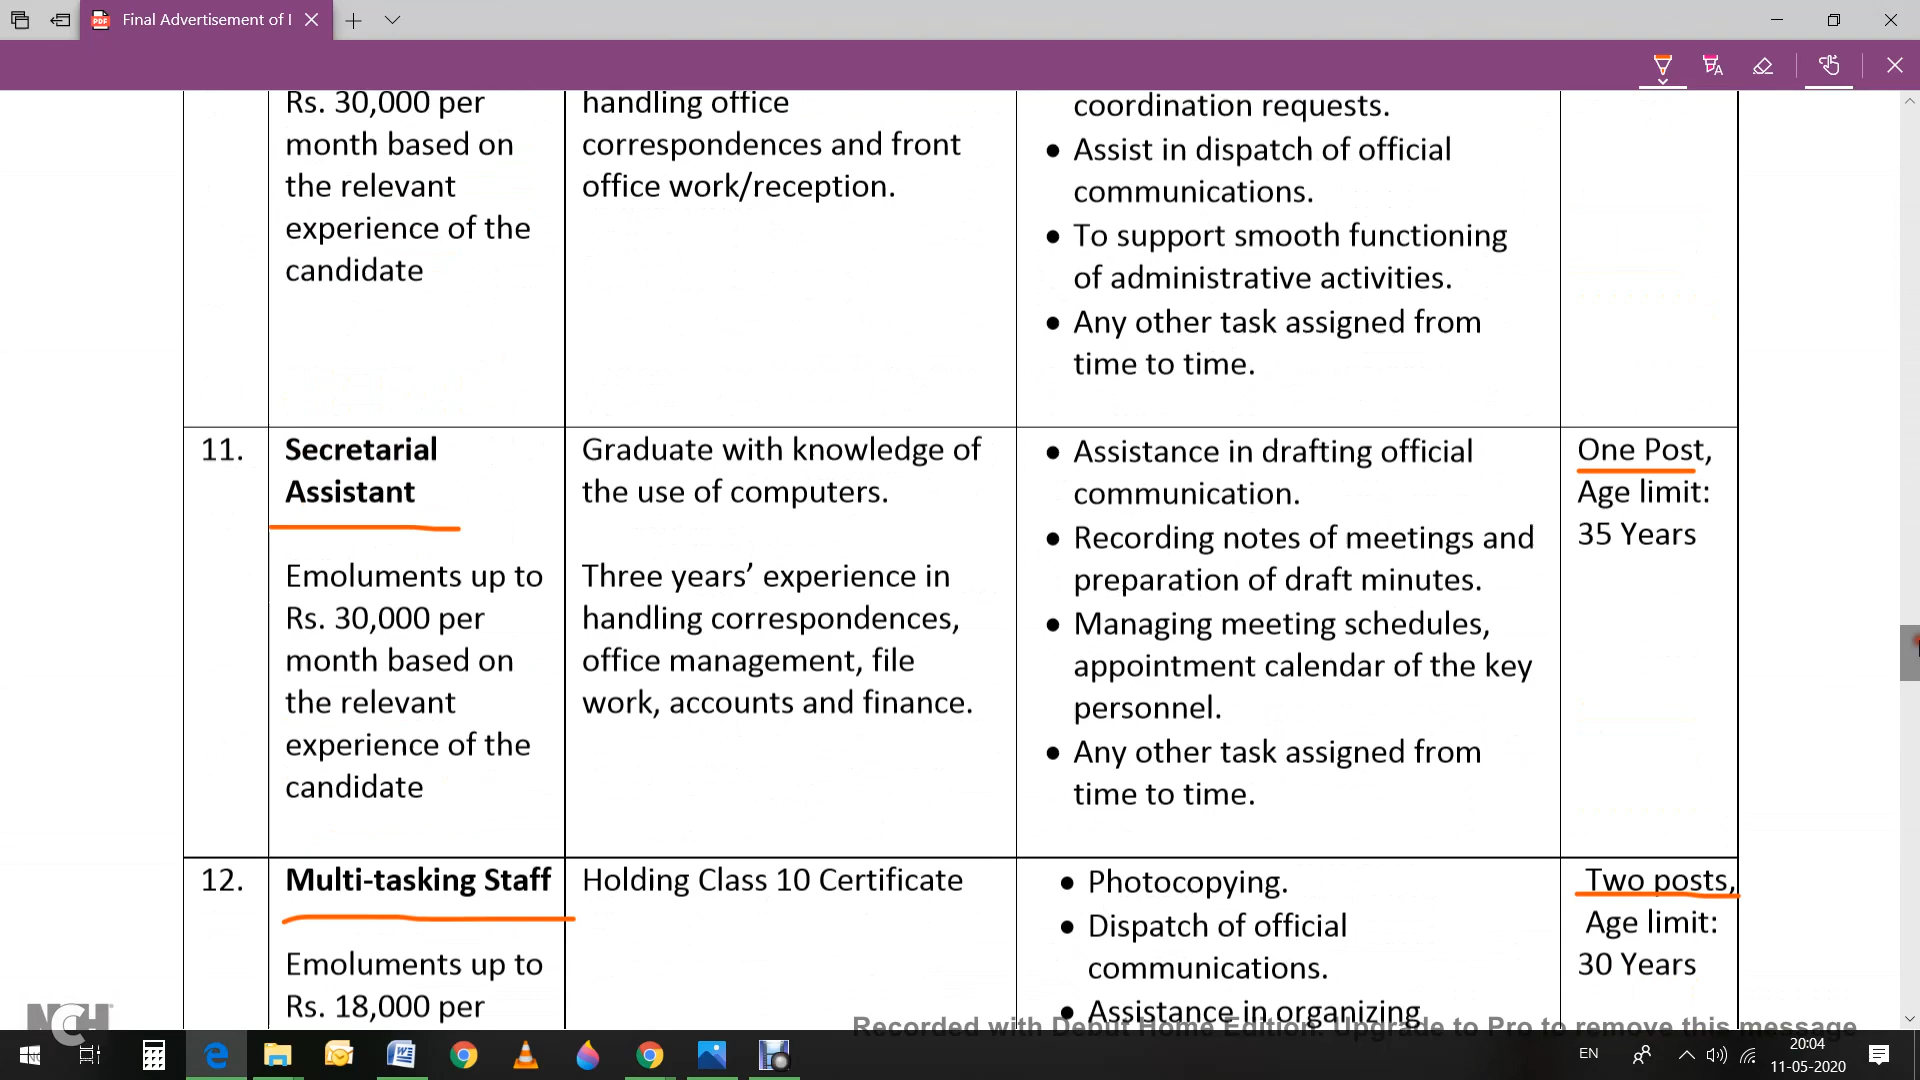 Final Advertisement of I
Rs. 30,000 per
month based on
the relevant
experience of the
candidate
handling office
correspondences and front
office work/reception.
coordination requests.
● Assist in dispatch of official
communications.
● To support smooth functioning
of administrative activities.
● Any other task assigned from
time to time.
11.
Secretarial
Assistant
Emoluments up to
Rs. 30,000 per
month based on
the relevant
experience of the
candidate
Graduate with knowledge of
the use of computers.
Three years’ experience in
handling correspondences,
office management, file
work, accounts and finance.
● Assistance in drafting official
communication.
● Recording notes of meetings and
preparation of draft minutes.
● Managing meeting schedules,
appointment calendar of the key
personnel.
● Any other task assigned from
time to time.
One Post,
Age limit:
35 Years
12.
Multi-tasking Staff
Emoluments up to
Rs. 18,000 per
Holding Class 10 Certificate
● Photocopying.
● Dispatch of official
communications.
● Assistance in organizing
Two posts,
Age limit:
30 Years
NCH
Recorded with Debut Home Edition. Upgrade to Pro to remove this message
EN
20:04
11-05-2020